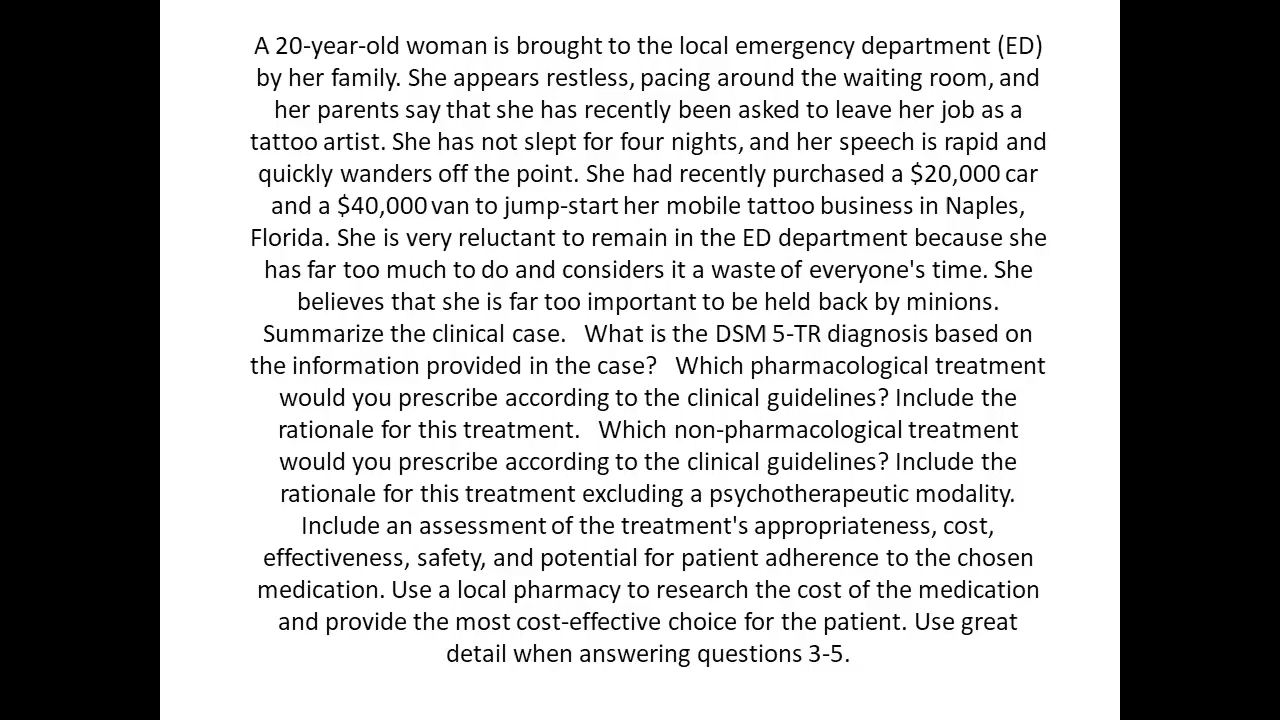 A 20-year-old woman is brought to the local emergency department (ED)
by her family. She appears restless, pacing around the waiting room, and
her parents say that she has recently been asked to leave her job as a
tattoo artist. She has not slept for four nights, and her speech is rapid and
quickly wanders off the point. She had recently purchased a $20,000 car
and a $40,000 van to jump-start her mobile tattoo business in Naples,
Florida. She is very reluctant to remain in the ED department because she
has far too much to do and considers it a waste of everyone's time. She
believes that she is far too important to be held back by minions.
Summarize the clinical case.   What is the DSM 5-TR diagnosis based on
the information provided in the case?   Which pharmacological treatment
would you prescribe according to the clinical guidelines? Include the
rationale for this treatment.   Which non-pharmacological treatment
would you prescribe according to the clinical guidelines? Include the
rationale for this treatment excluding a psychotherapeutic modality.
Include an assessment of the treatment's appropriateness, cost,
effectiveness, safety, and potential for patient adherence to the chosen
medication. Use a local pharmacy to research the cost of the medication
and provide the most cost-effective choice for the patient. Use great
detail when answering questions 3-5.